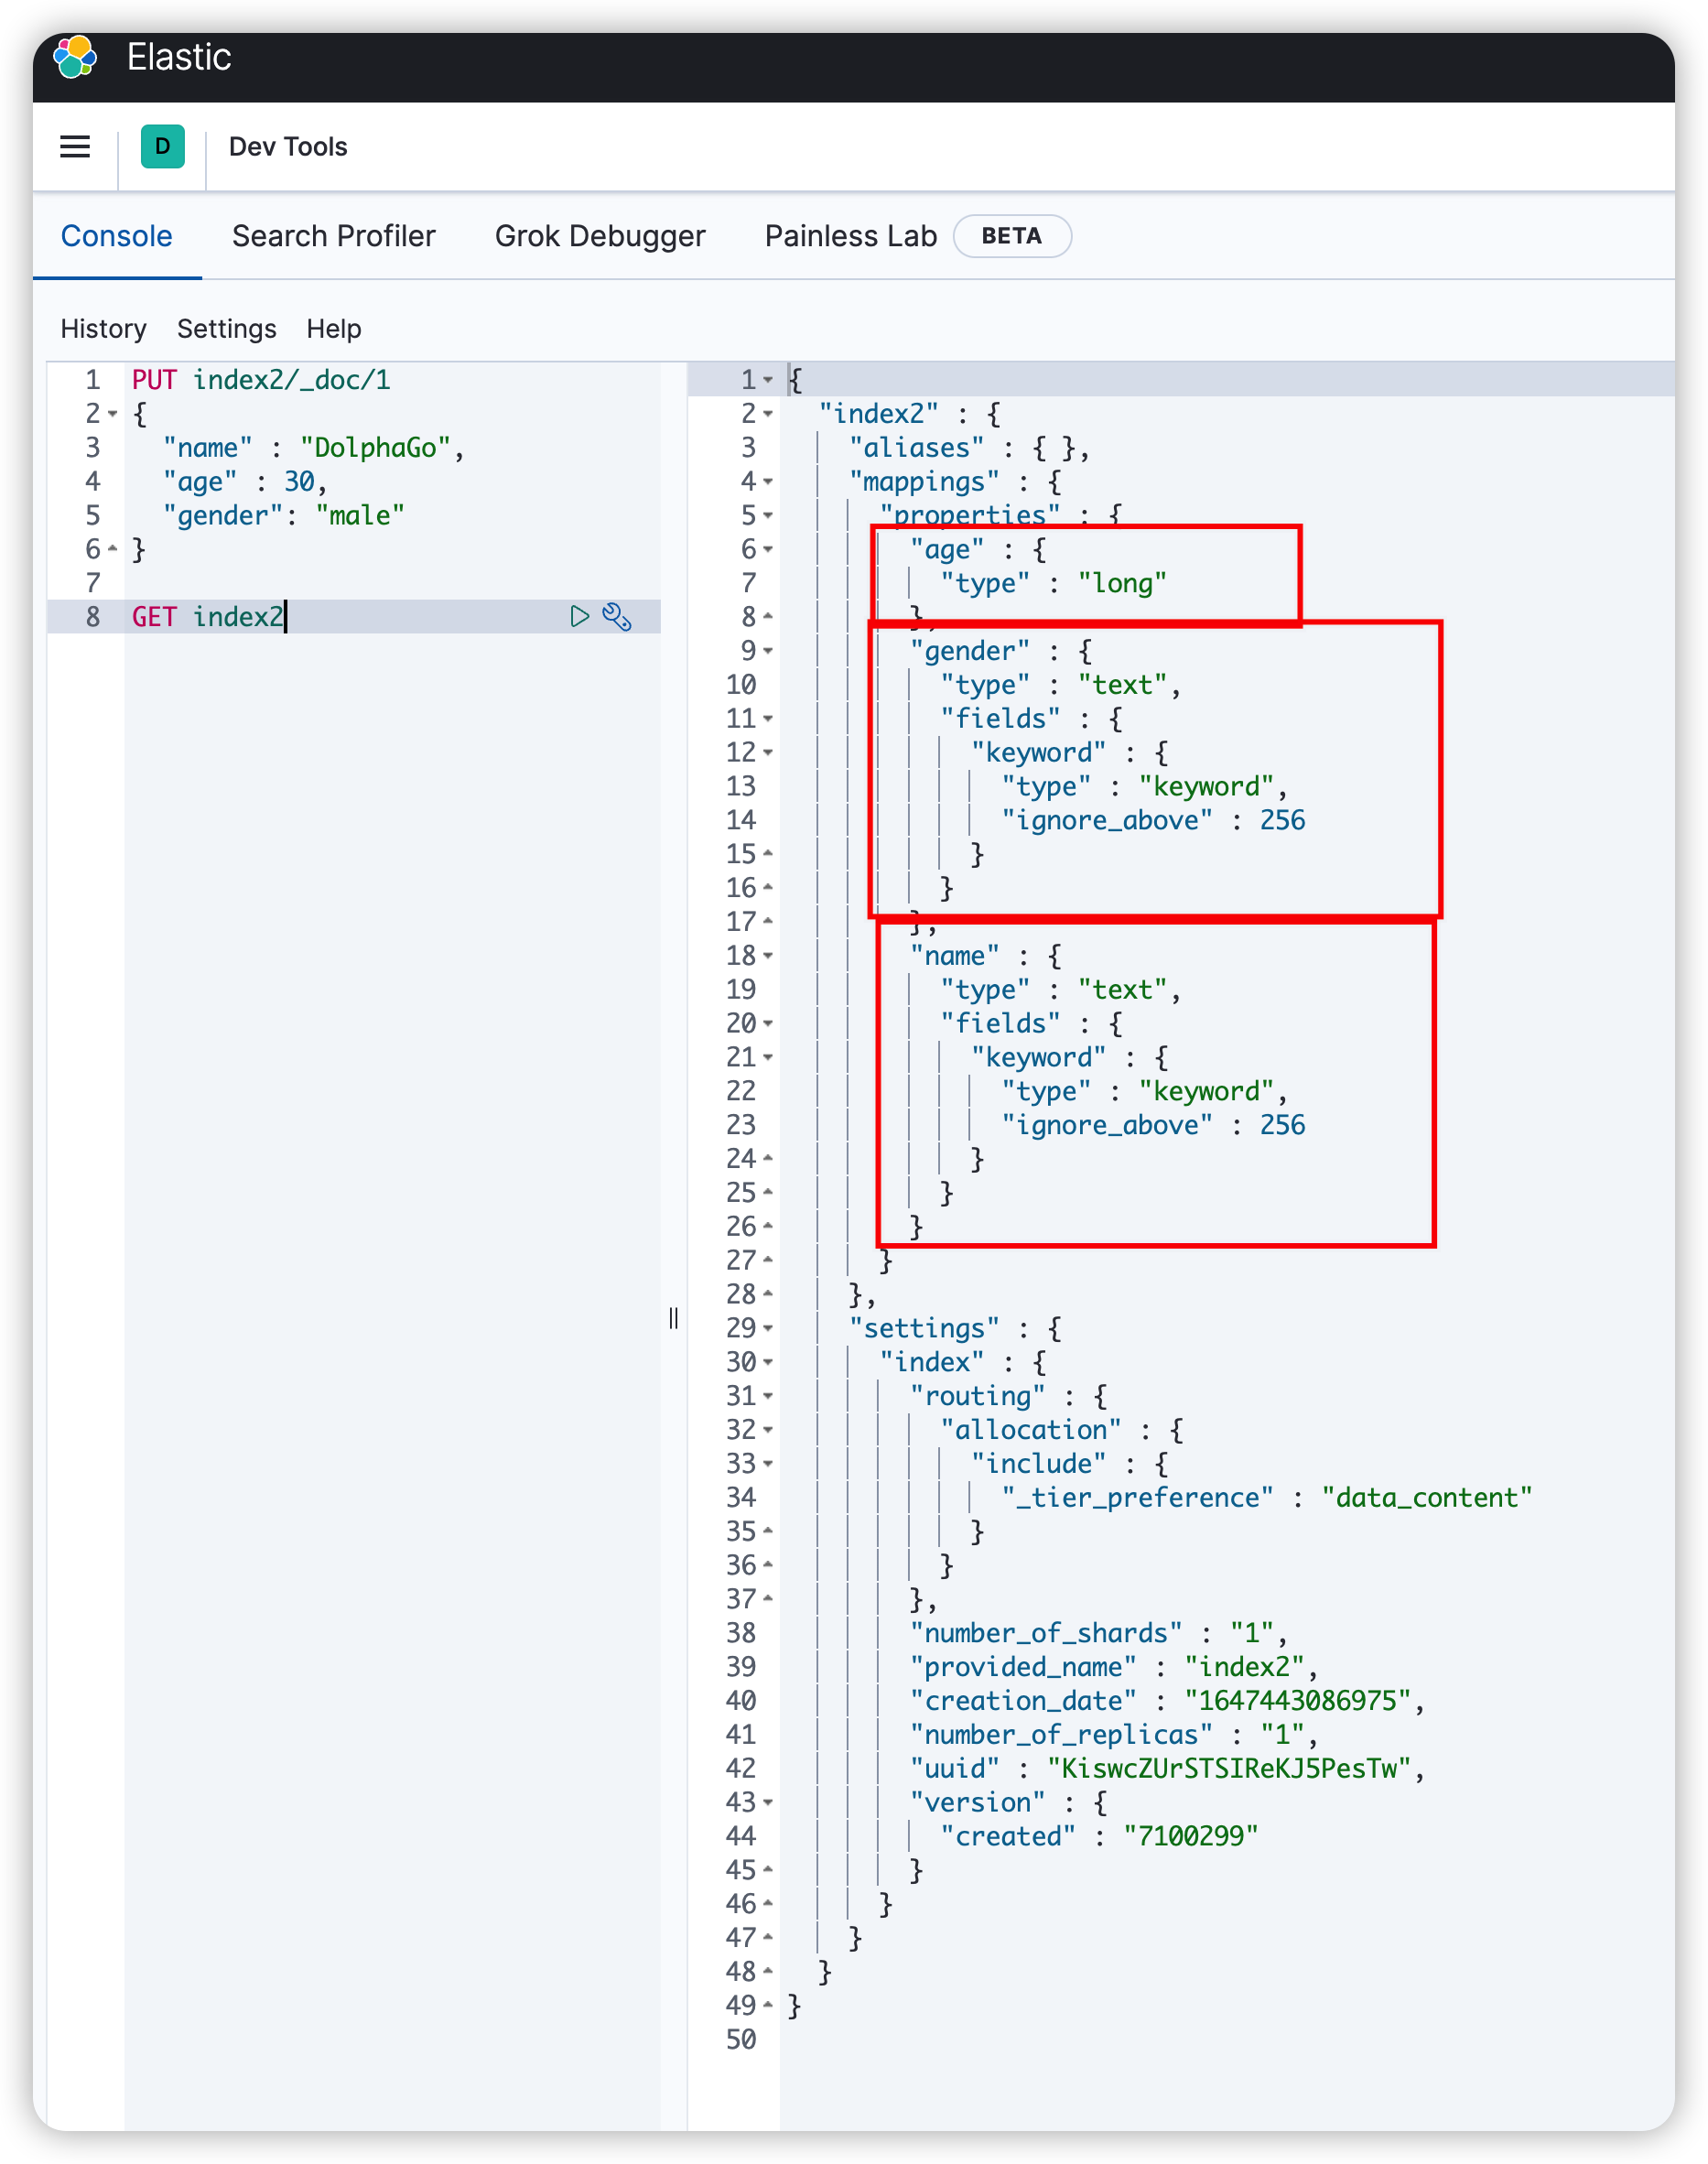 Elastic
D
Dev Tools
Console Search Profiler Grok Debugger Painless Lab BETA
History Settings Help
1 PUT index2/_doc/1
2 {
3 "name" : "DolphaGo",
4 "age" : 30,
5 "gender": "male"
6 }
7
8 GET index2
1 {
2 "index2" : {
3 "aliases" : { },
4 "mappings" : {
5 "properties" : {
6 "age" : {
7 "type" : "long"
8 },
9 "gender" : {
10 "type" : "text",
11 "fields" : {
12 "keyword" : {
13 "type" : "keyword",
14 "ignore_above" : 256
15 }
16 }
17 },
18 "name" : {
19 "type" : "text",
20 "fields" : {
21 "keyword" : {
22 "type" : "keyword",
23 "ignore_above" : 256
24 }
25 }
26 }
27 }
28 },
29 "settings" : {
30 "index" : {
31 "routing" : {
32 "allocation" : {
33 "include" : {
34 "_tier_preference" : "data_content"
35 }
36 }
37 },
38 "number_of_shards" : "1",
39 "provided_name" : "index2",
40 "creation_date" : "1647443086975",
41 "number_of_replicas" : "1",
42 "uuid" : "KiswcZUrSTSIReKJ5PesTw",
43 "version" : {
44 "created" : "7100299"
45 }
46 }
47 }
48 }
49 }
50